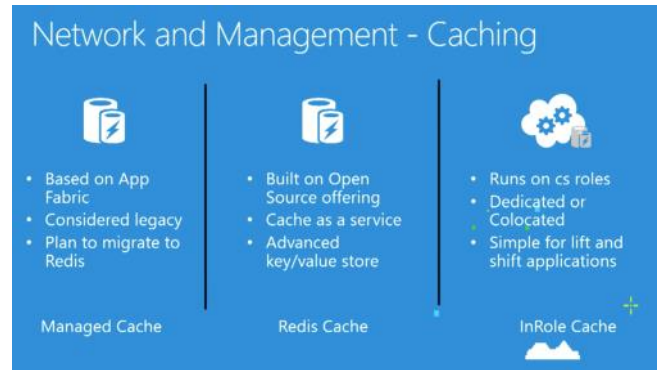 Network and Management - Caching
• Based on App
Fabric
• Considered legacy
• Plan to migrate to
Redis
Managed Cache
• Built on Open
Source offering
• Cache as a service
• Advanced
key/value store
Redis Cache
• Runs on cs roles
• Dedicated or
Colocated
• Simple for lift and
shift applications
InRole Cache